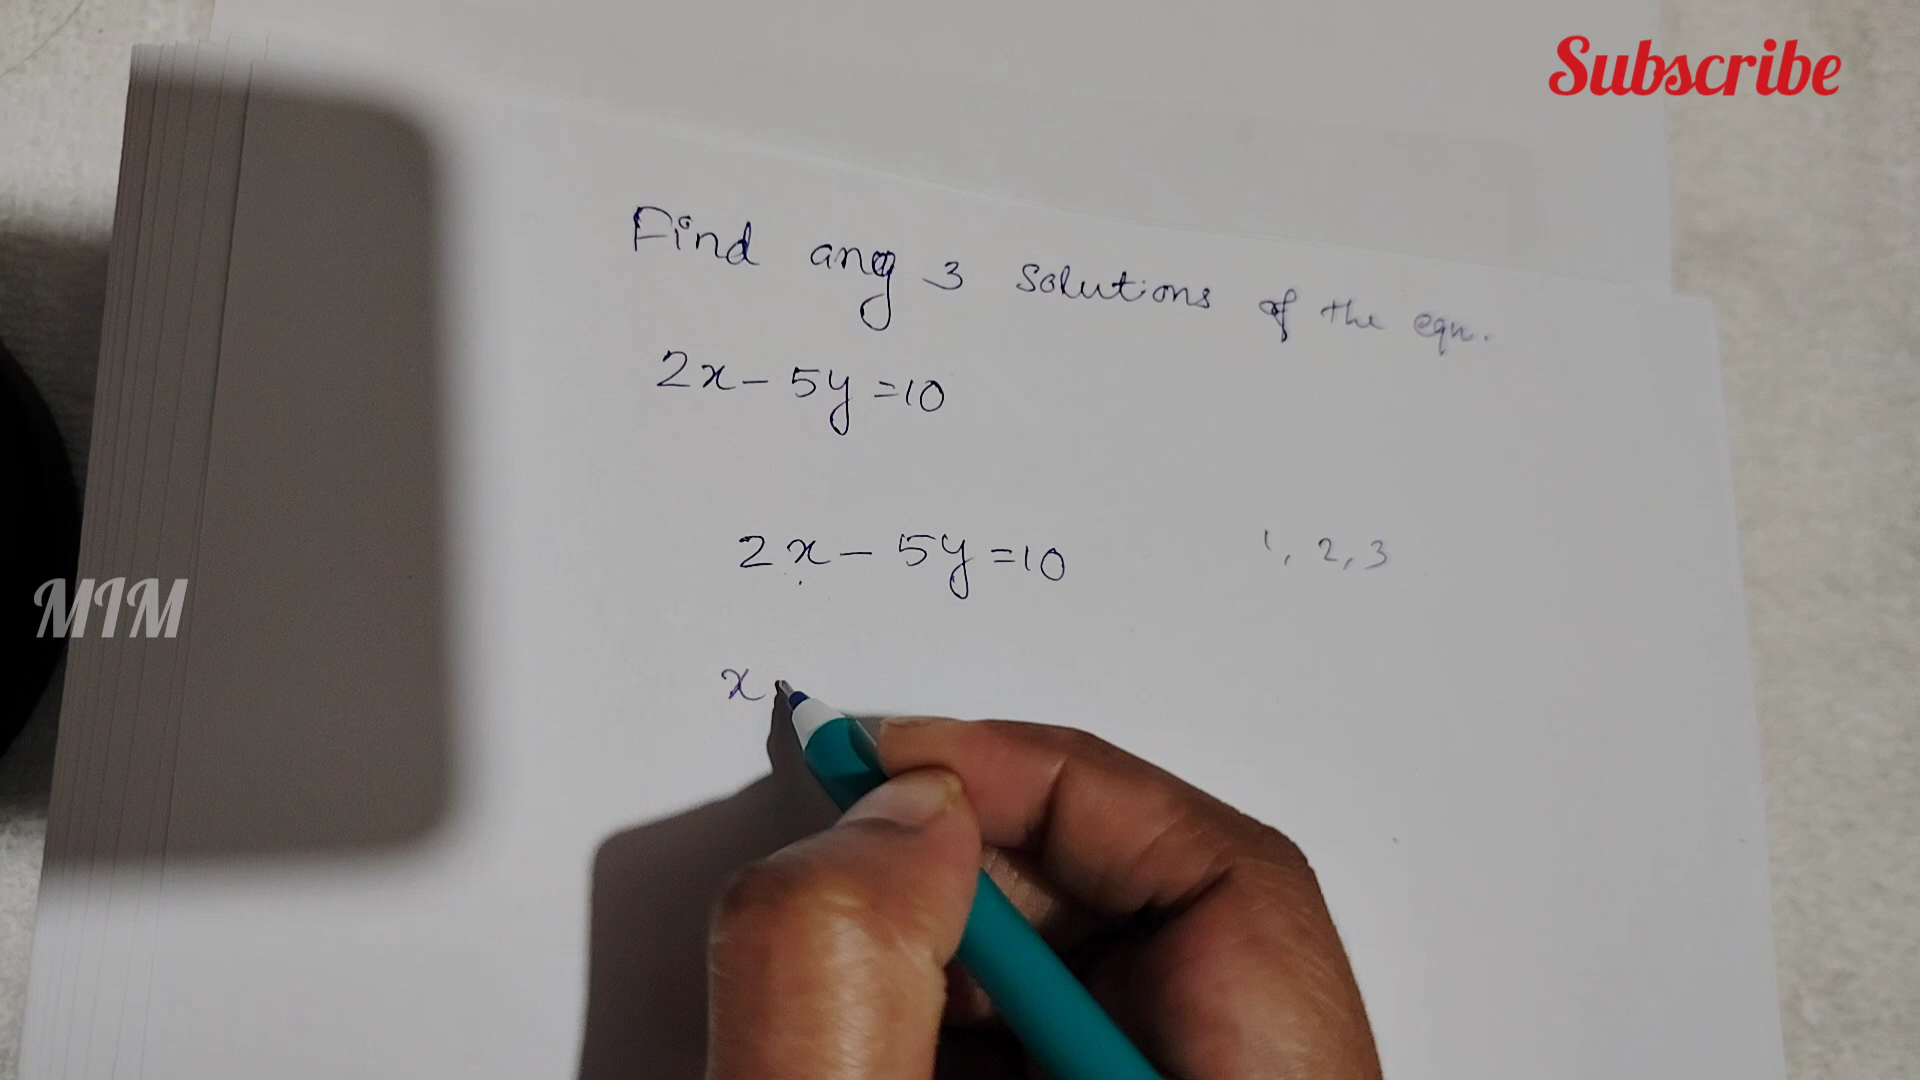 Subscribe
Find any 3 solutions of the eqn.
2x - 5y = 10
2x - 5y = 10 1, 2, 3
MIM
x